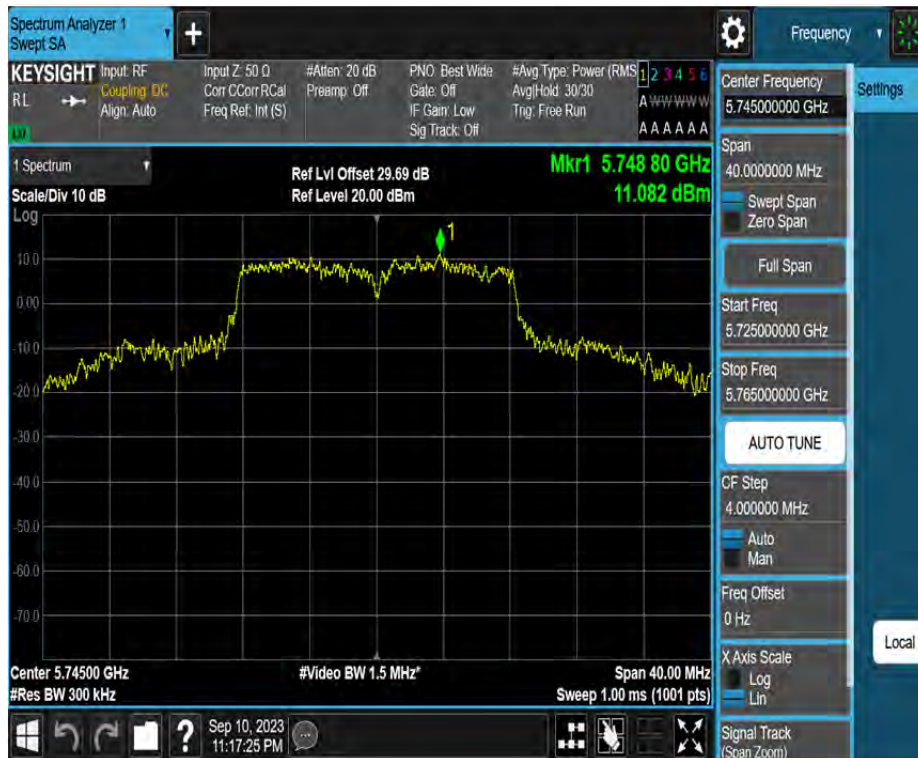 Spectrum Analyzer 1
Swept SA
+
Frequency
KEYSIGHT
RL
Input: RF
Coupling: DC
Align: Auto
Input Z: 50 Ω
Corr CCorr RCal
Freq Ref: Int (S)
#Atten: 20 dB
Preamp: Off
PNO: Best Wide
Gate: Off
IF Gain: Low
Sig Track: Off
#Avg Type: Power (RMS
Avg|Hold: 30/30
Trig: Free Run
1 2 3 4 5 6
A W W W W W
A A A A A A
1 Spectrum
Scale/Div 10 dB
Log
Ref Lvl Offset 29.69 dB
Ref Level 20.00 dBm
Mkr1 5.748 80 GHz
11.082 dBm
1
10.0
0.00
-10.0
-20.0
-30.0
-40.0
-50.0
-60.0
-70.0
Center 5.74500 GHz
#Res BW 300 kHz
#Video BW 1.5 MHz*
Span 40.00 MHz
Sweep 1.00 ms (1001 pts)
?
Sep 10, 2023
11:17:25 PM
Center Frequency
5.745000000 GHz
Settings
Span
40.0000000 MHz
Swept Span
Zero Span
Full Span
Start Freq
5.725000000 GHz
Stop Freq
5.765000000 GHz
AUTO TUNE
CF Step
4.000000 MHz
Auto
Man
Freq Offset
0 Hz
X Axis Scale
Log
Lin
Local
Signal Track
(Span Zoom)